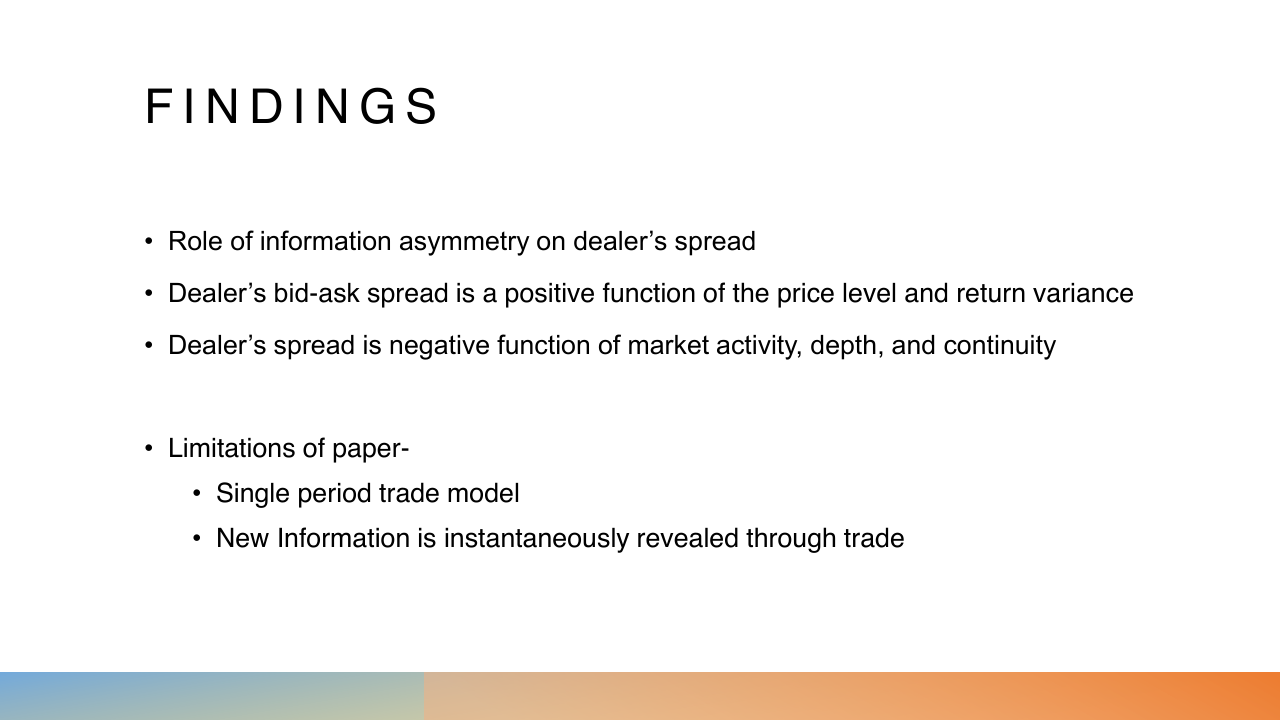 FINDINGS
• Role of information asymmetry on dealer’s spread
• Dealer’s bid-ask spread is a positive function of the price level and return variance
• Dealer’s spread is negative function of market activity, depth, and continuity
• Limitations of paper-
• Single period trade model
• New Information is instantaneously revealed through trade